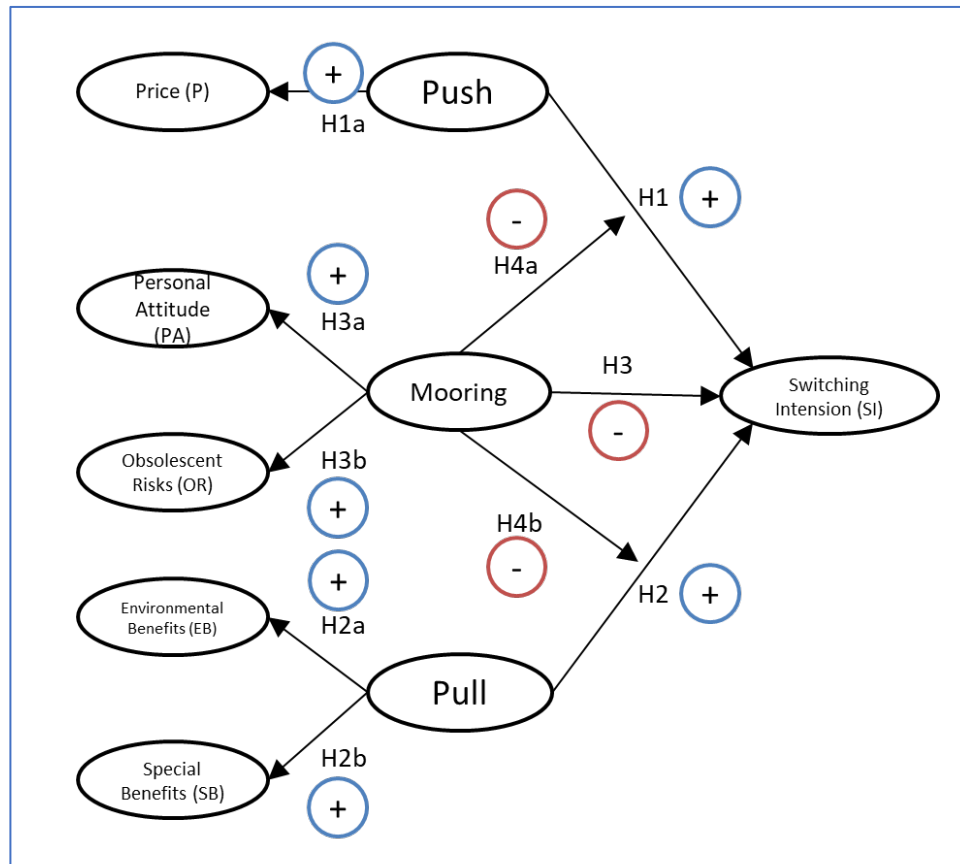 Price (P)
+
Push
H1a
H1
+
-
H4a
+
Personal
Attitude
(PA)
H3a
H3
Mooring
Switching
Intension (SI)
-
Obsolescent
Risks (OR)
H3b
+
H4b
-
+
Environmental
Benefits (EB)
H2a
H2
+
Pull
H2b
Special
Benefits (SB)
+